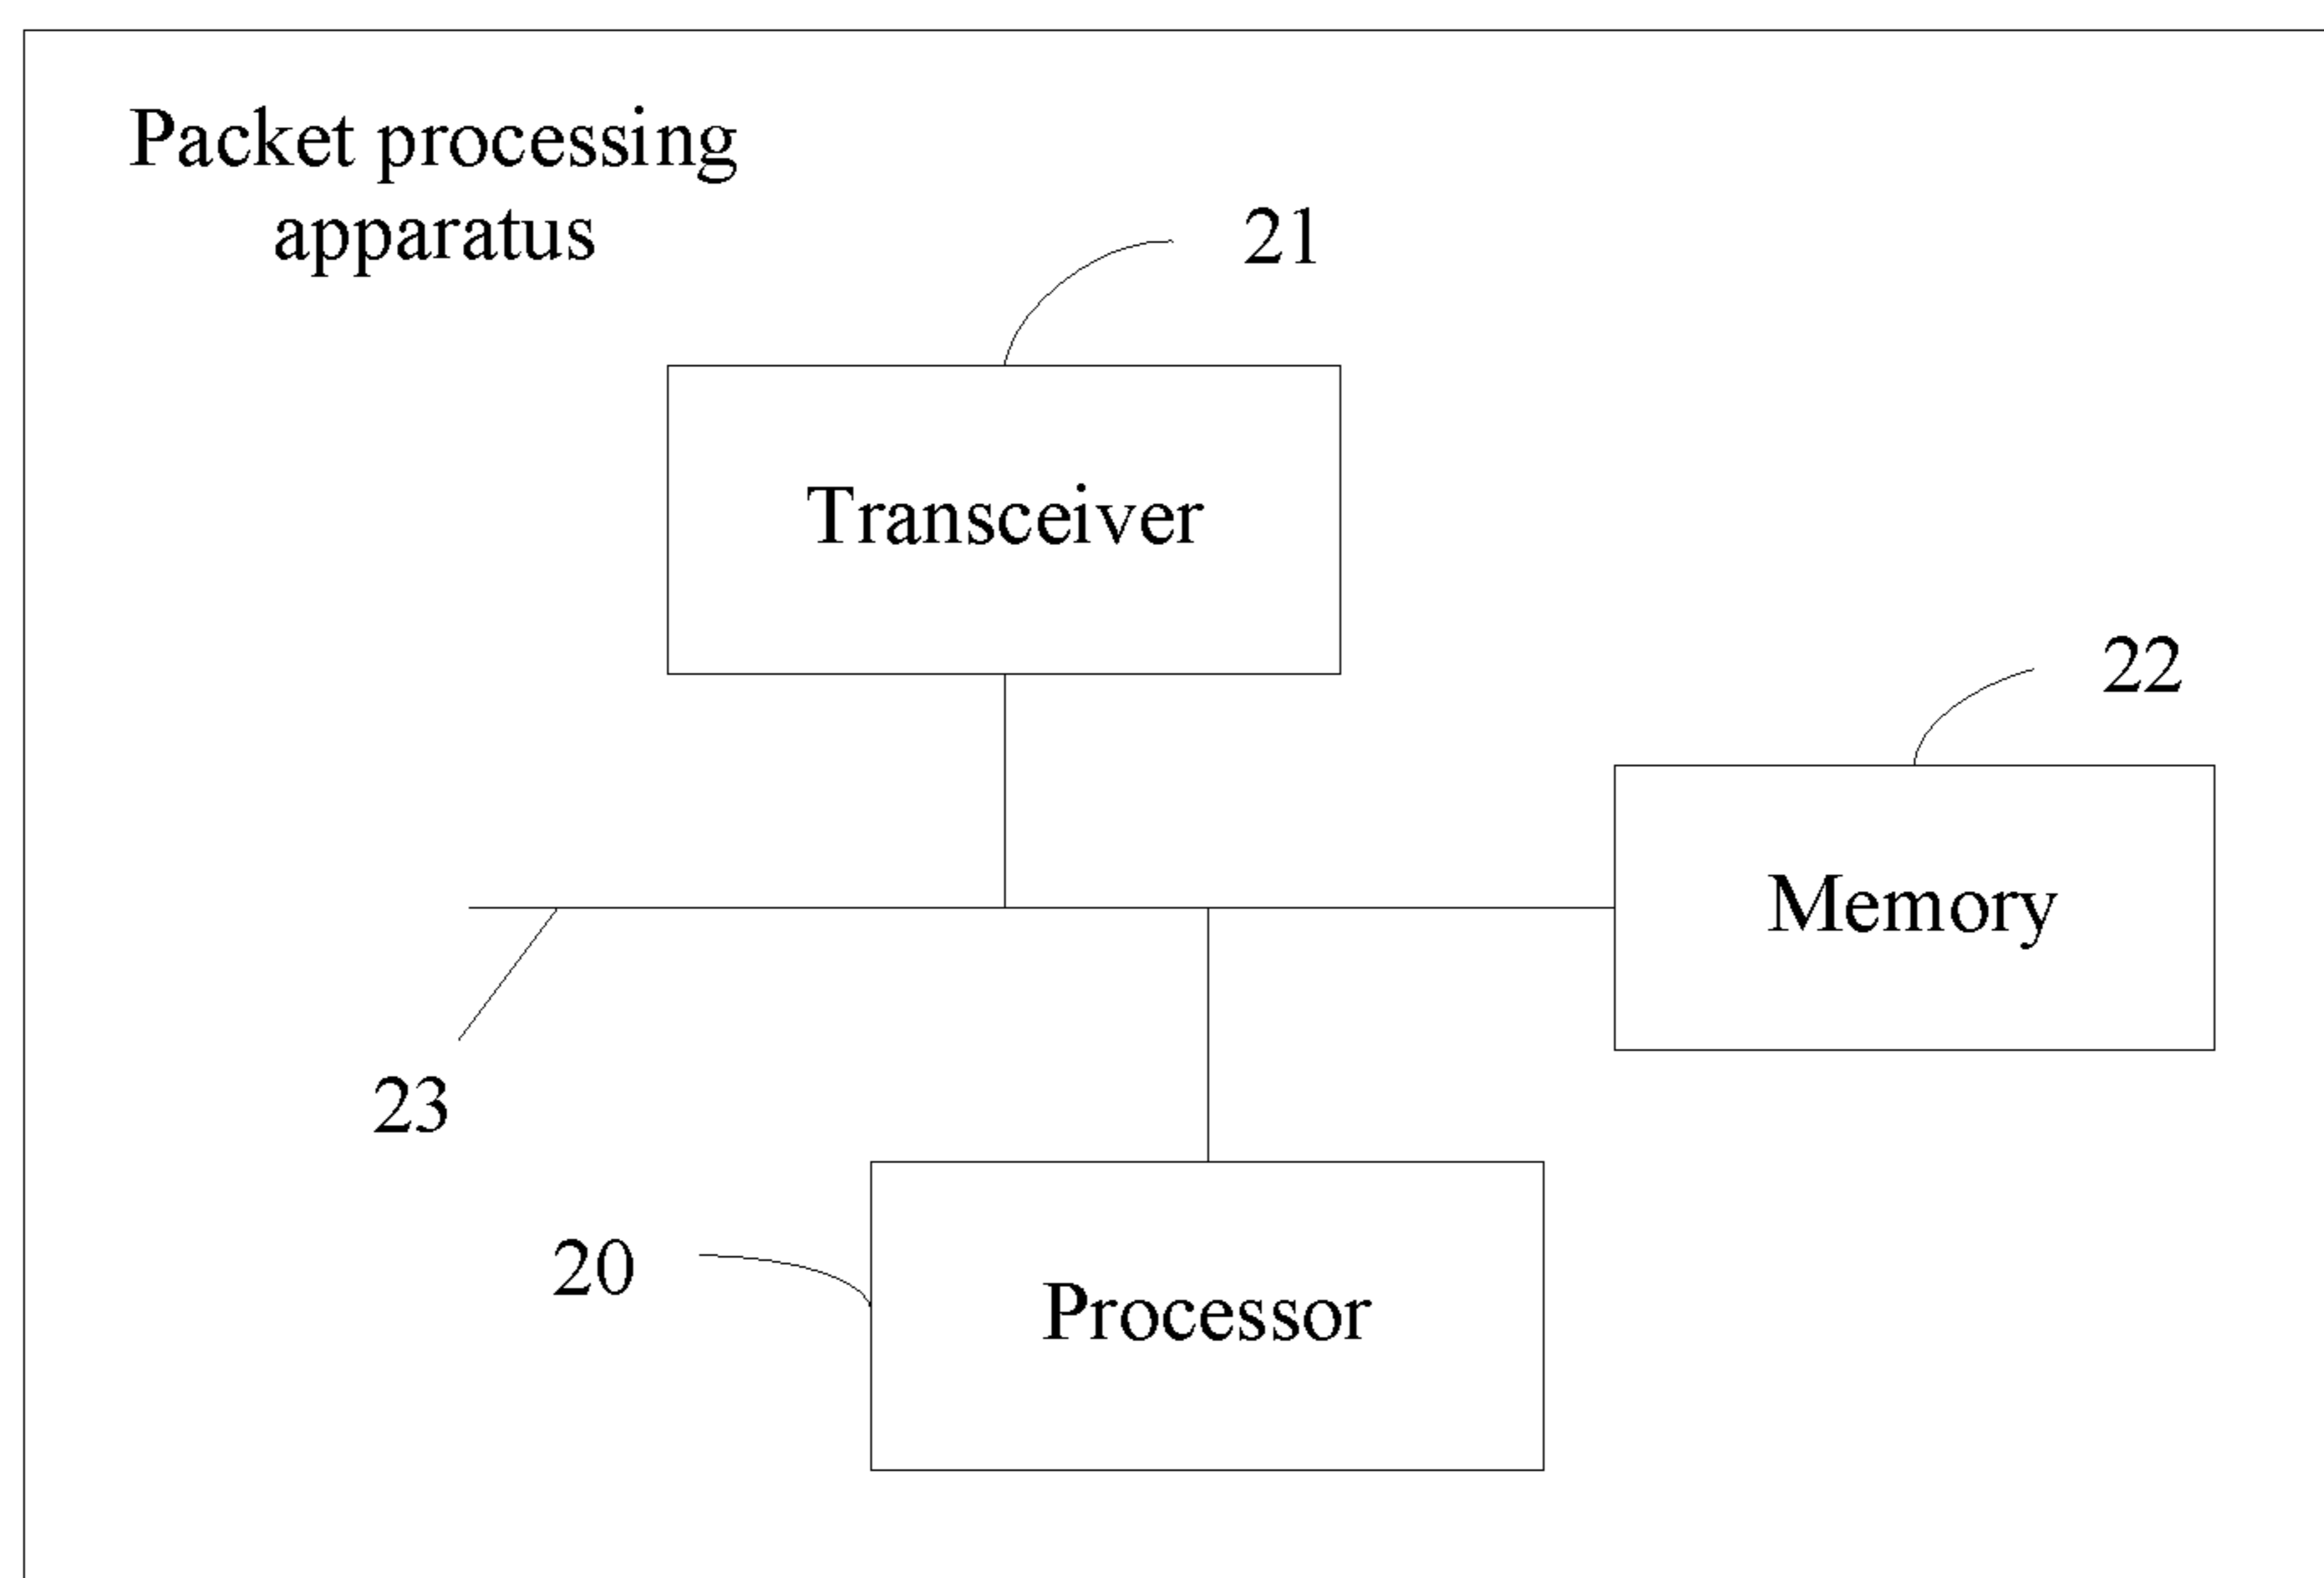 Packet processing
apparatus
21
Transceiver
22
Memory
23
20
Processor